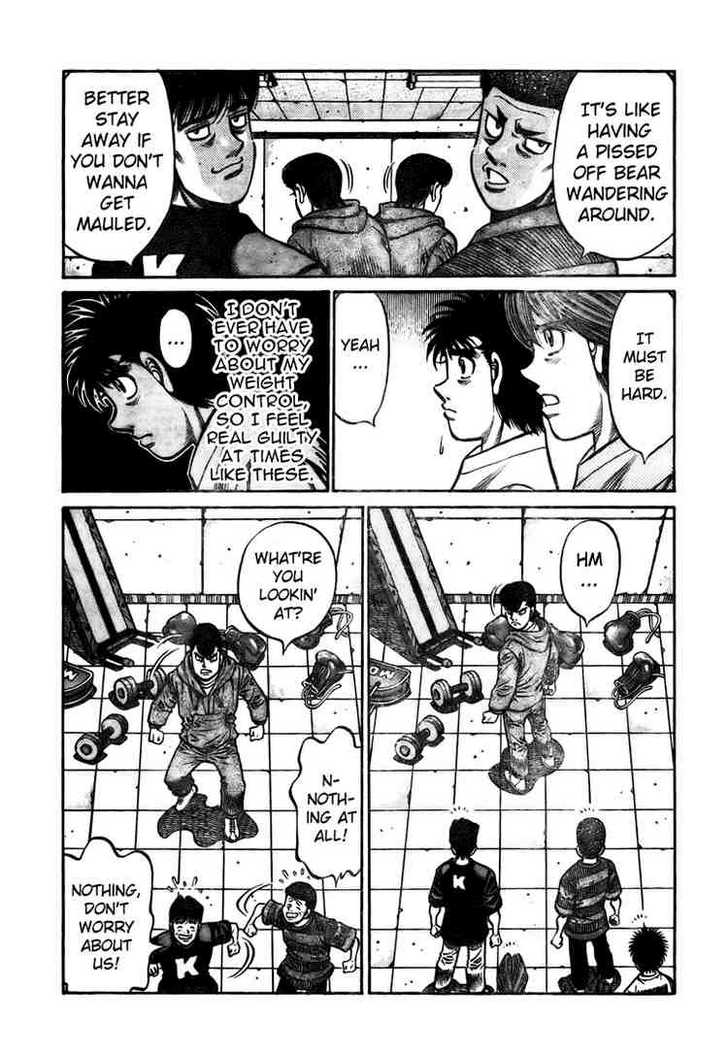 IT'S LIKE
HAVING
A PISSED
OFF BEAR
WANDERING
AROUND.
BETTER
STAY
AWAY IF
YOU DON'T
WANNA
GET
MAULED.
K
IT
MUST
BE
HARD.
YEAH
...
I DON'T
EVER HAVE
TO WORRY
ABOUT MY
WEIGHT
CONTROL,
SO I FEEL
REAL GUILTY
AT TIMES
LIKE THESE.
...
HM
...
K
WHAT'RE
YOU
LOOKIN'
AT?
N-
NOTH-
ING AT
ALL!
NOTHING,
DON'T
WORRY
ABOUT
US!
K